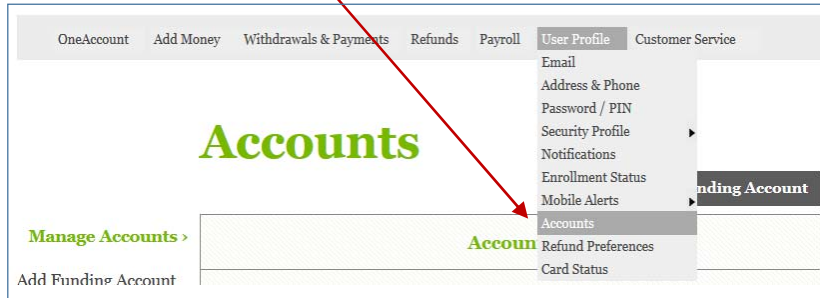 OneAccount Add Money Withdrawals & Payments Refunds Payroll User Profile Customer Service
Email
Address & Phone
Password / PIN
Security Profile
Notifications
Enrollment Status
Mobile Alerts
Accounts
Refund Preferences
Card Status
Accounts
nding Account
Manage Accounts ›
Accoun
Add Funding Account